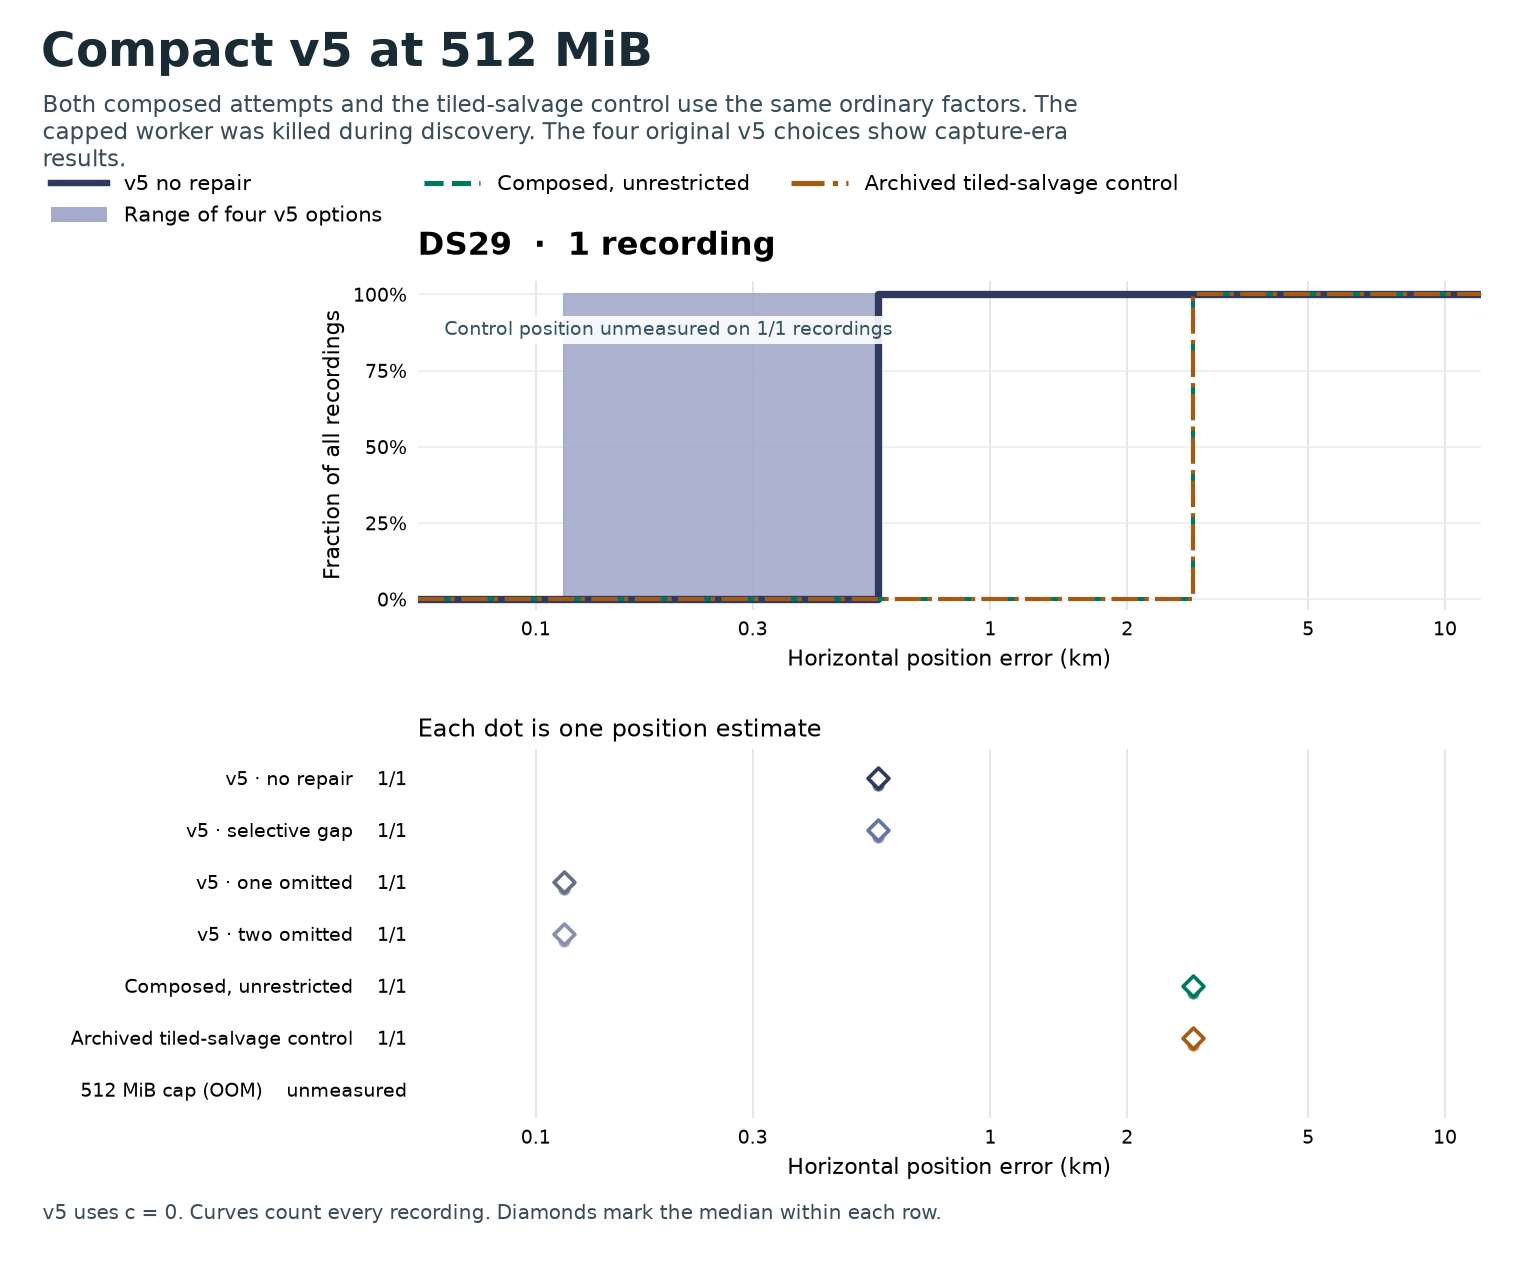 Compact v5 at 512 MiB
Both composed attempts and the tiled-salvage control use the same ordinary factors. The
capped worker was killed during discovery. The four original v5 choices show capture-era
results.
v5 no repair
Composed, unrestricted
Archived tiled-salvage control
Range of four v5 options
DS29 · 1 recording
100%
Control position unmeasured on 1/1 recordings
75%
50%
25%
0%
Fraction of all recordings
0.1 0.3 1 2 5 10
Horizontal position error (km)
Each dot is one position estimate
v5 · no repair 1/1
v5 · selective gap 1/1
v5 · one omitted 1/1
v5 · two omitted 1/1
Composed, unrestricted 1/1
Archived tiled-salvage control 1/1
512 MiB cap (OOM) unmeasured
0.1 0.3 1 2 5 10
Horizontal position error (km)
v5 uses c = 0. Curves count every recording. Diamonds mark the median within each row.